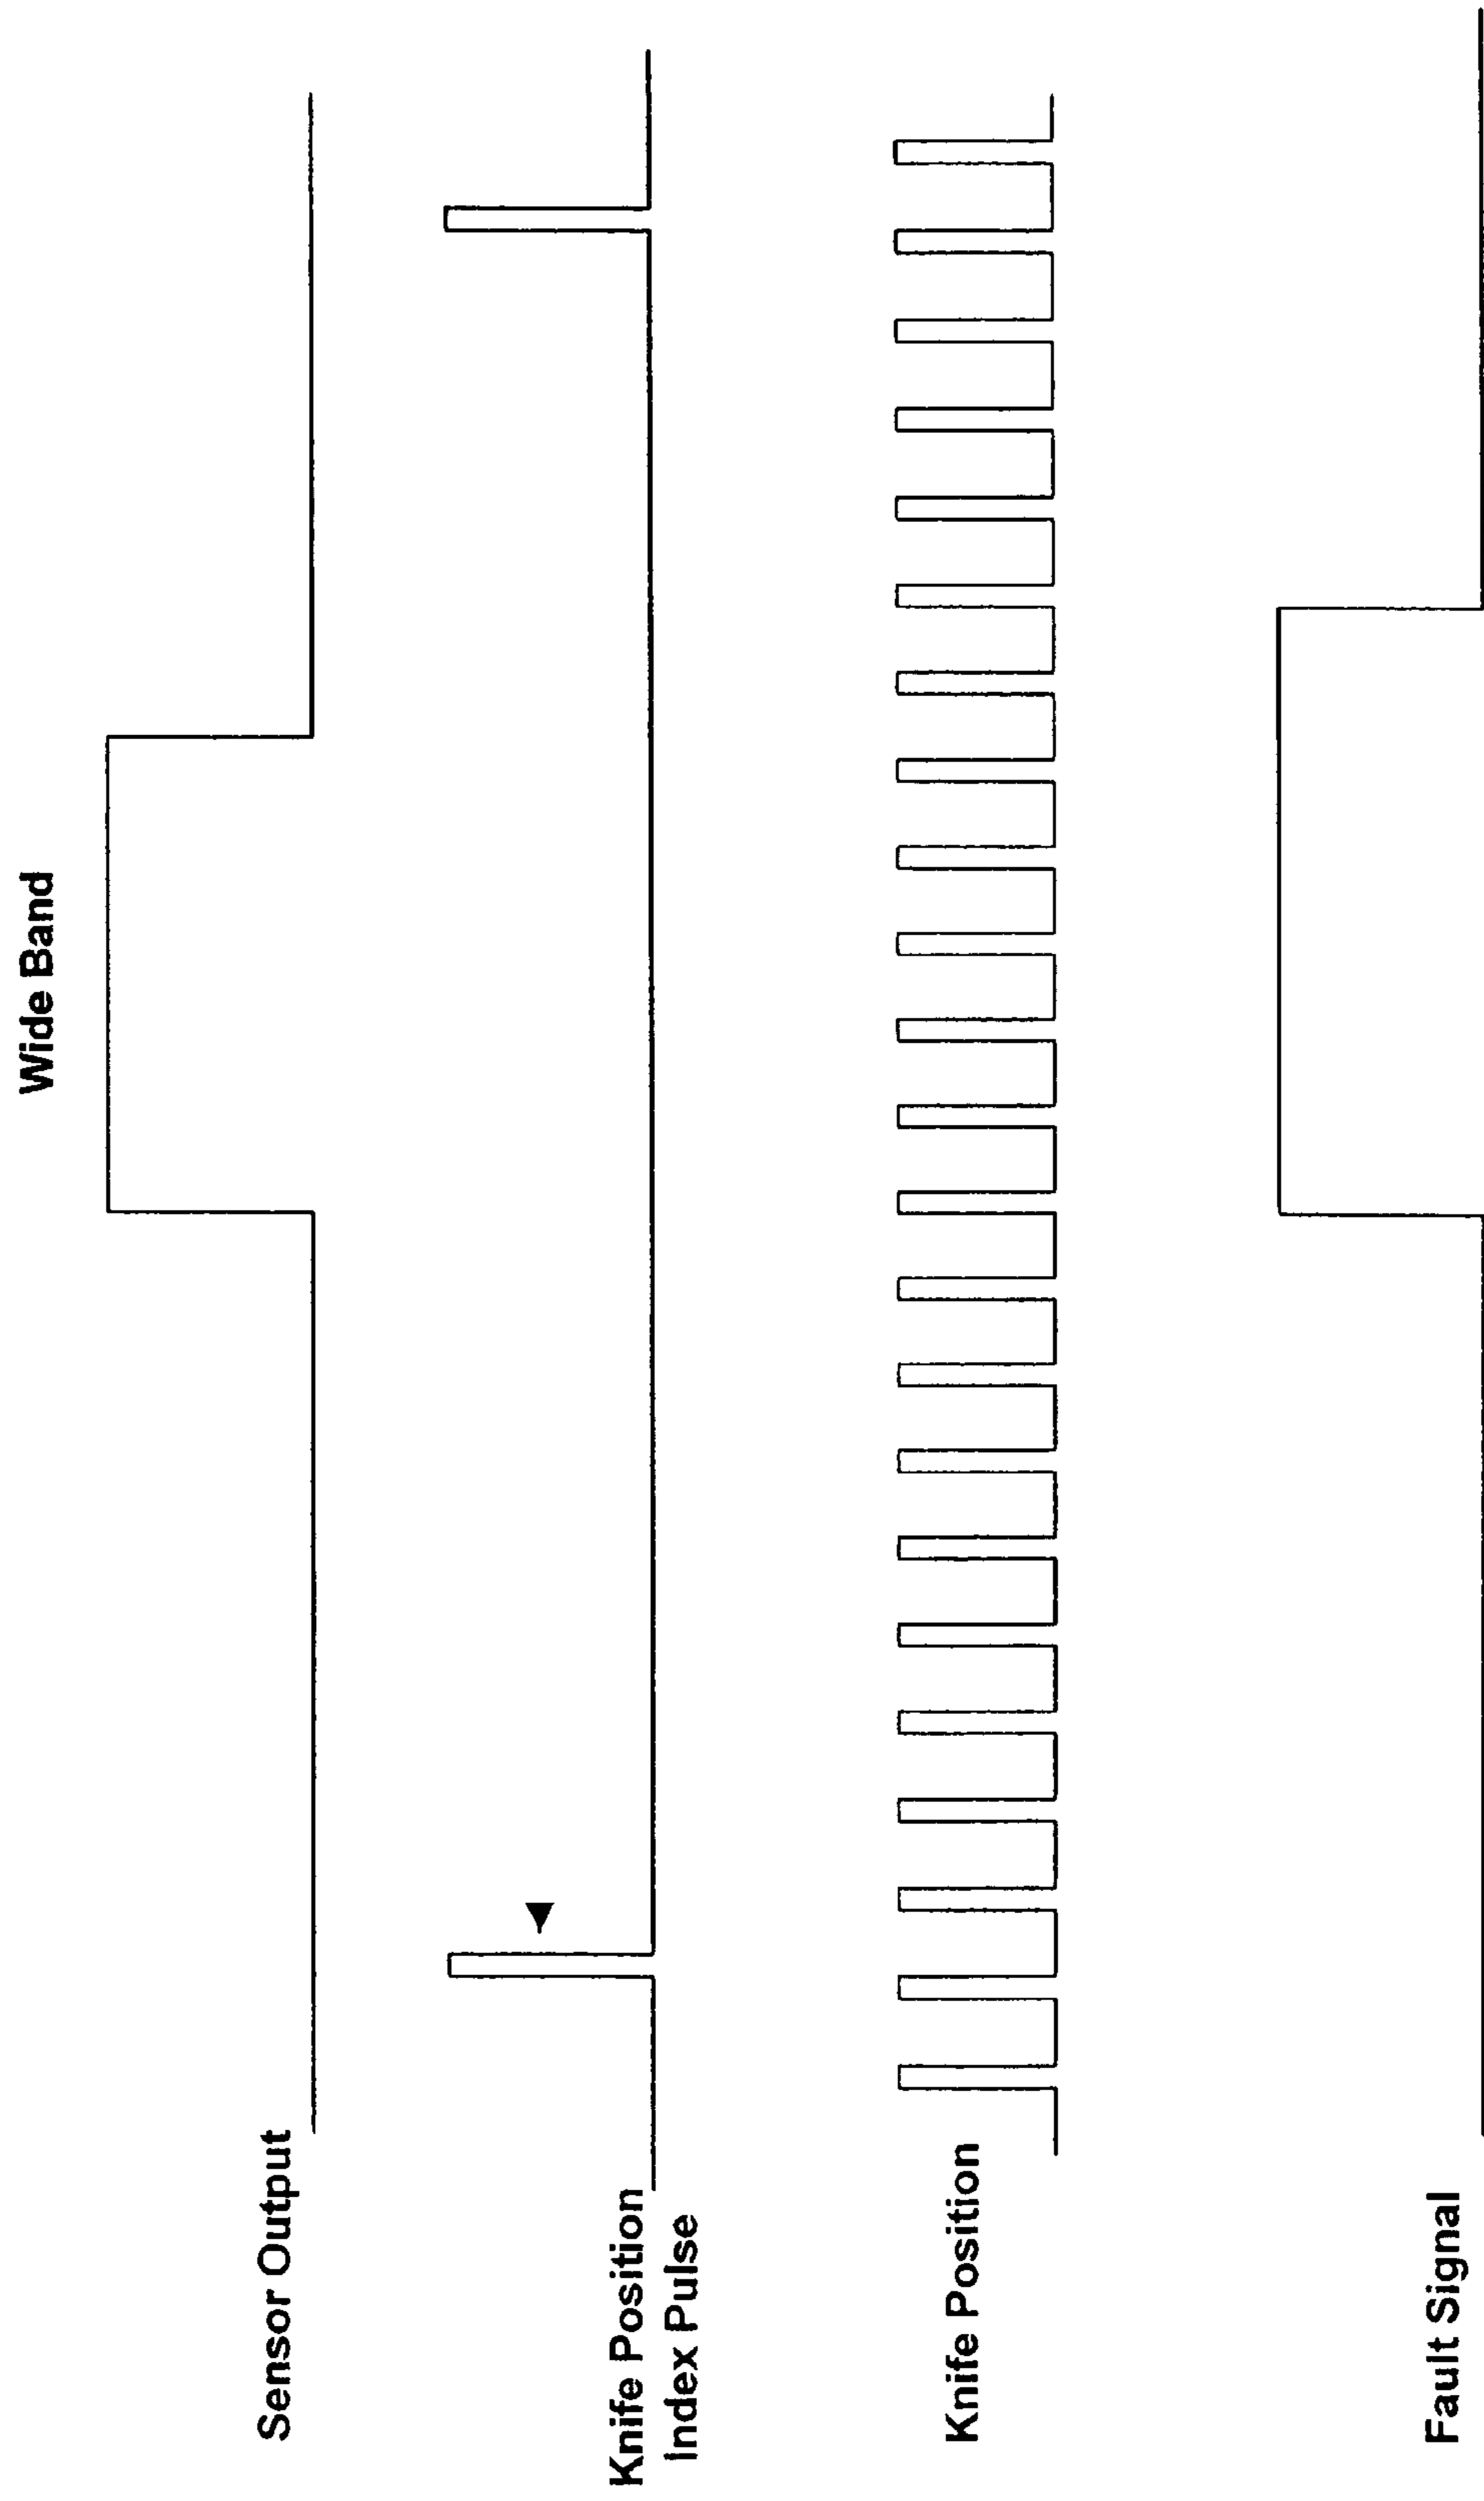 Wide Band
Sensor Output
Knife Position
Index Pulse
Knife Position
Fault Signal